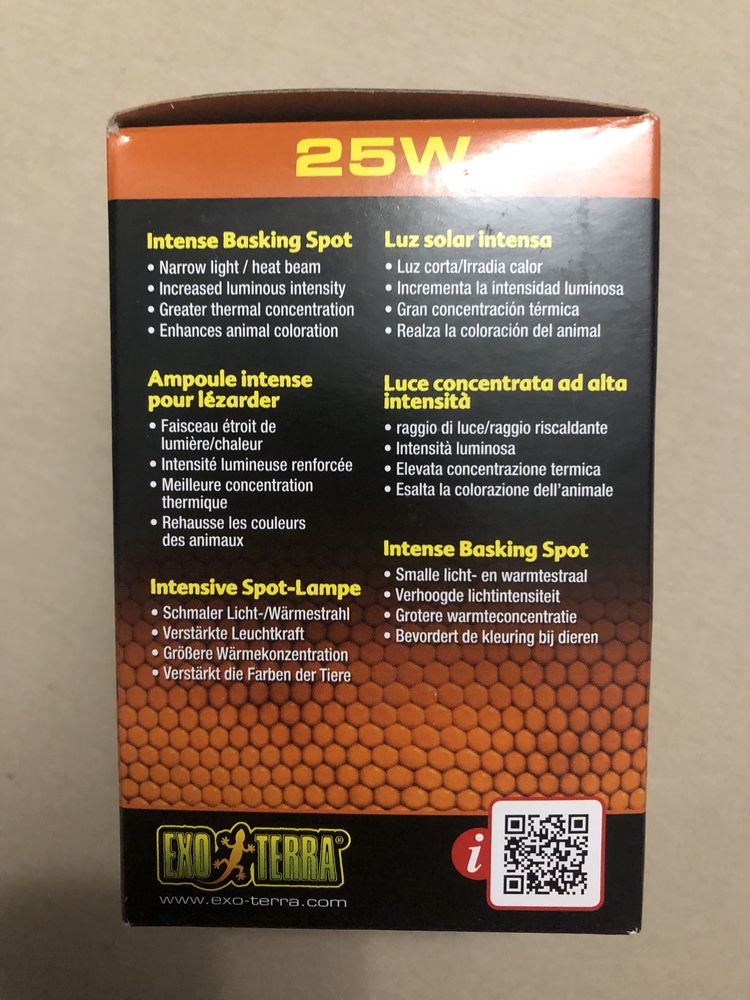 25W
Intense Basking Spot
• Narrow light / heat beam
• Increased luminous intensity
• Greater thermal concentration
• Enhances animal coloration
Ampoule intense
pour lézarder
• Faisceau étroit de
lumière/chaleur
• Intensité lumineuse renforcée
• Meilleure concentration
thermique
• Rehausse les couleurs
des animaux
Intensive Spot-Lampe
• Schmaler Licht-/Wärmestrahl
• Verstärkte Leuchtkraft
• Größere Wärmekonzentration
• Verstärkt die Farben der Tiere
Luz solar intensa
• Luz corta/Irradia calor
• Incrementa la intensidad luminosa
• Gran concentración térmica
• Realza la coloración del animal
Luce concentrata ad alta
intensità
• raggio di luce/raggio riscaldante
• Intensità luminosa
• Elevata concentrazione termica
• Esalta la colorazione dell'animale
Intense Basking Spot
• Smalle licht- en warmtestraal
• Verhoogde lichtintensiteit
• Grotere warmteconcentratie
• Bevordert de kleuring bij dieren
EXO TERRA®
www.exo-terra.com
i